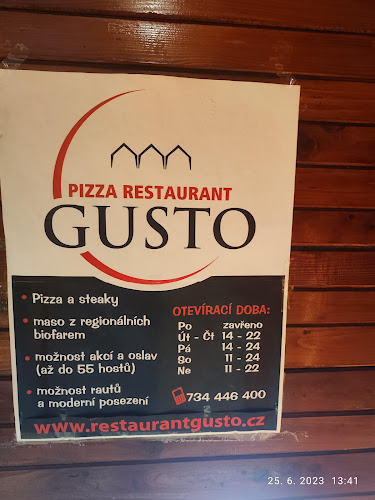 PIZZA RESTAURANT
GUSTO
• Pizza a steaky
• maso z regionálních
biofarem
• možnost akcí a oslav
(až do 55 hostů)
• možnost rautů
a moderní posezení
OTEVÍRACÍ DOBA:
Po zavřeno
Út - Čt 14 - 22
Pá 14 - 24
So 11 - 24
Ne 11 - 22
734 446 400
www.restaurantgusto.cz
25. 6. 2023 13:41